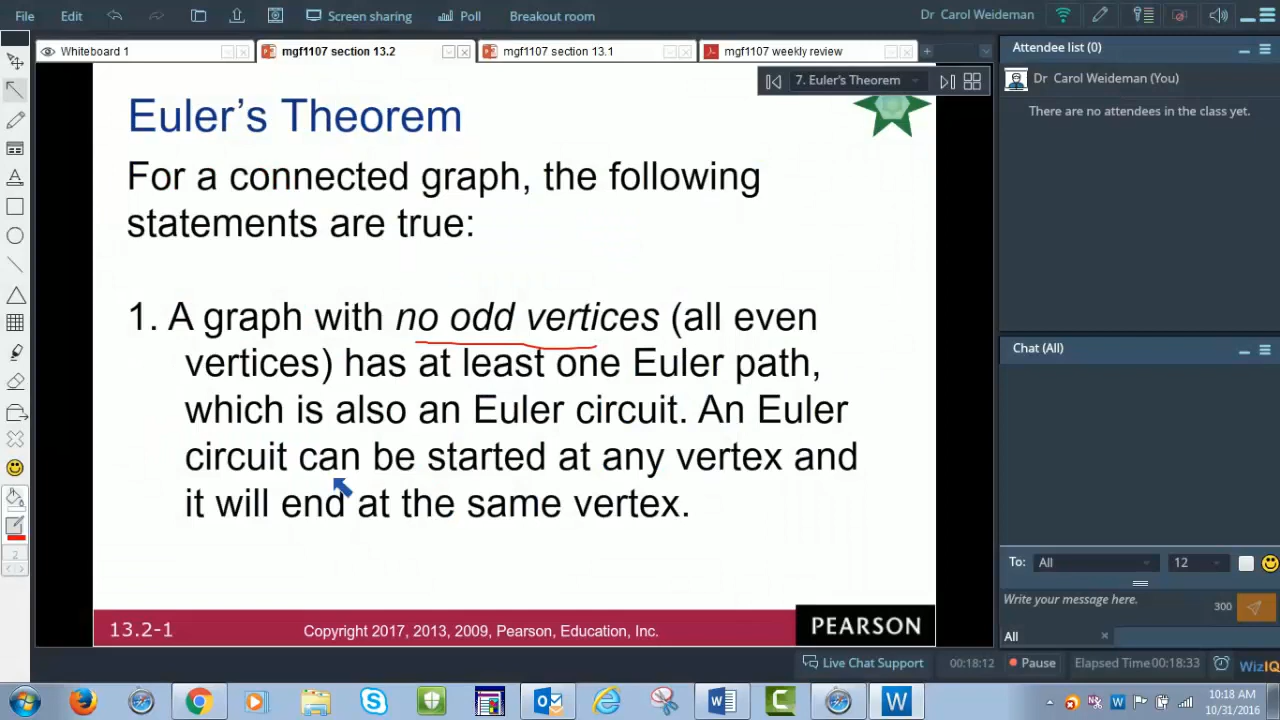 File Edit Screen sharing Poll Breakout room Dr Carol Weideman
Whiteboard 1 mgf1107 section 13.2 mgf1107 section 13.1 mgf1107 weekly review
Attendee list (0)
7. Euler's Theorem
Dr Carol Weideman (You)
There are no attendees in the class yet.
Euler's Theorem
For a connected graph, the following
statements are true:
1. A graph with no odd vertices (all even
vertices) has at least one Euler path,
which is also an Euler circuit. An Euler
circuit can be started at any vertex and
it will end at the same vertex.
Chat (All)
To: All 12
Write your message here. 300
All
2
13.2-1 Copyright 2017, 2013, 2009, Pearson, Education, Inc. PEARSON
Live Chat Support 00:18:12 Pause Elapsed Time 00:18:33 WizIQ
10:18 AM
10/31/2016